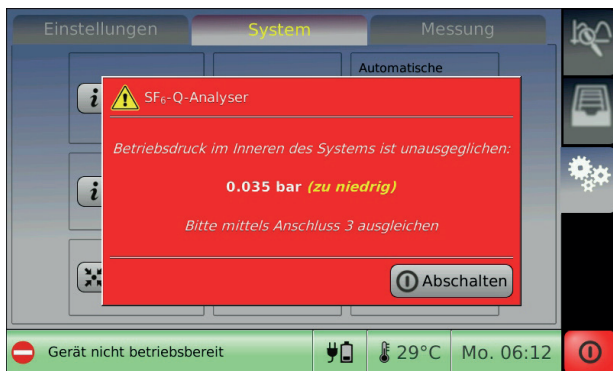 Einstellungen
System
Messung
Automatische
SF₆-Q-Analyser
Betriebsdruck im Inneren des Systems ist unausgeglichen:
0.035 bar (zu niedrig)
Bitte mittels Anschluss 3 ausgleichen
Abschalten
Gerät nicht betriebsbereit
29°C
Mo. 06:12